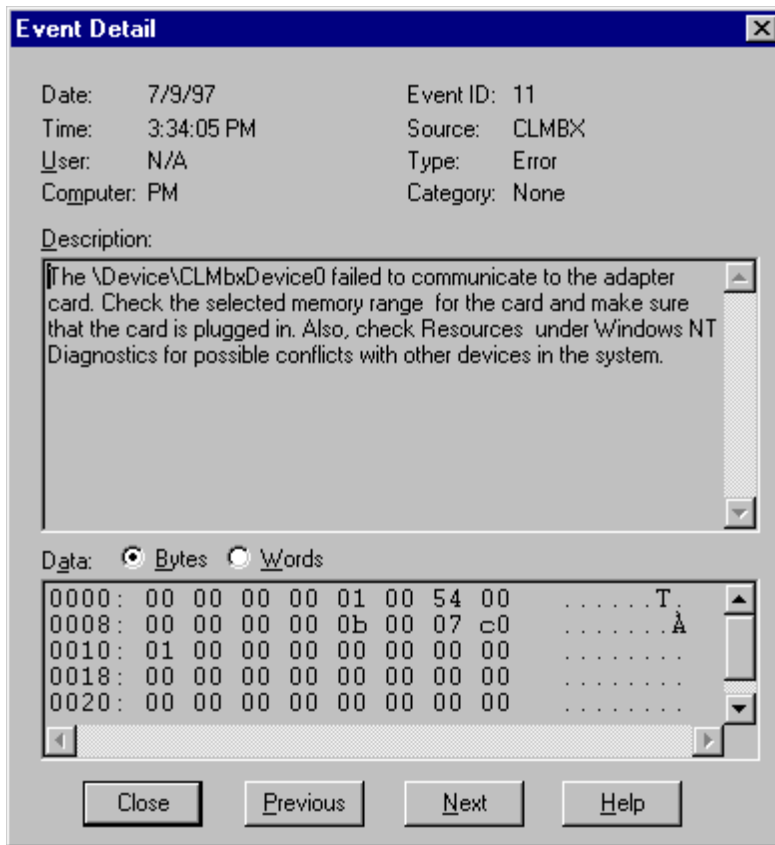 Event Detail
Date: 7/9/97 Event ID: 11
Time: 3:34:05 PM Source: CLMBX
User: N/A Type: Error
Computer: PM Category: None
Description:
The \Device\CLMbxDevice0 failed to communicate to the adapter
card. Check the selected memory range  for the card and make sure
that the card is plugged in. Also, check Resources  under Windows NT
Diagnostics for possible conflicts with other devices in the system.
Data: Bytes Words
0000: 00 00 00 00 01 00 54 00 ......T.
0008: 00 00 00 00 0b 00 07 c0 .......À
0010: 01 00 00 00 00 00 00 00 ........
0018: 00 00 00 00 00 00 00 00 ........
0020: 00 00 00 00 00 00 00 00 ........
Close Previous Next Help